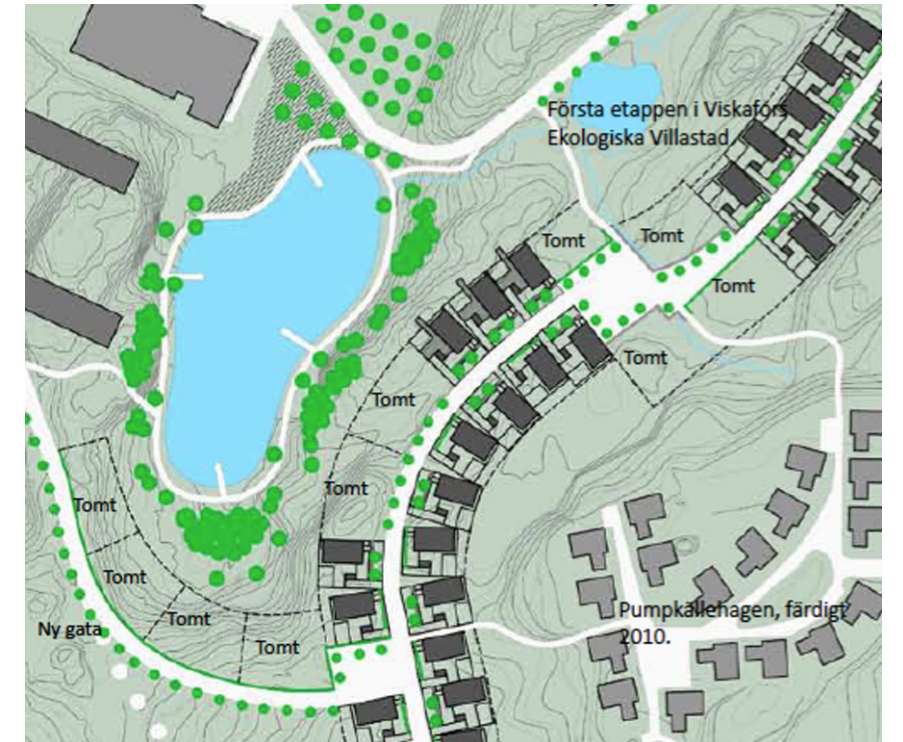 Första etappen i Viskafors
Ekologiska Villastad.
Tomt
Tomt
Tomt
Tomt
Tomt
Tomt
Tomt
Tomt
Tomt
Tomt
Ny gata
Pumpkällehagen, färdigt
2010.